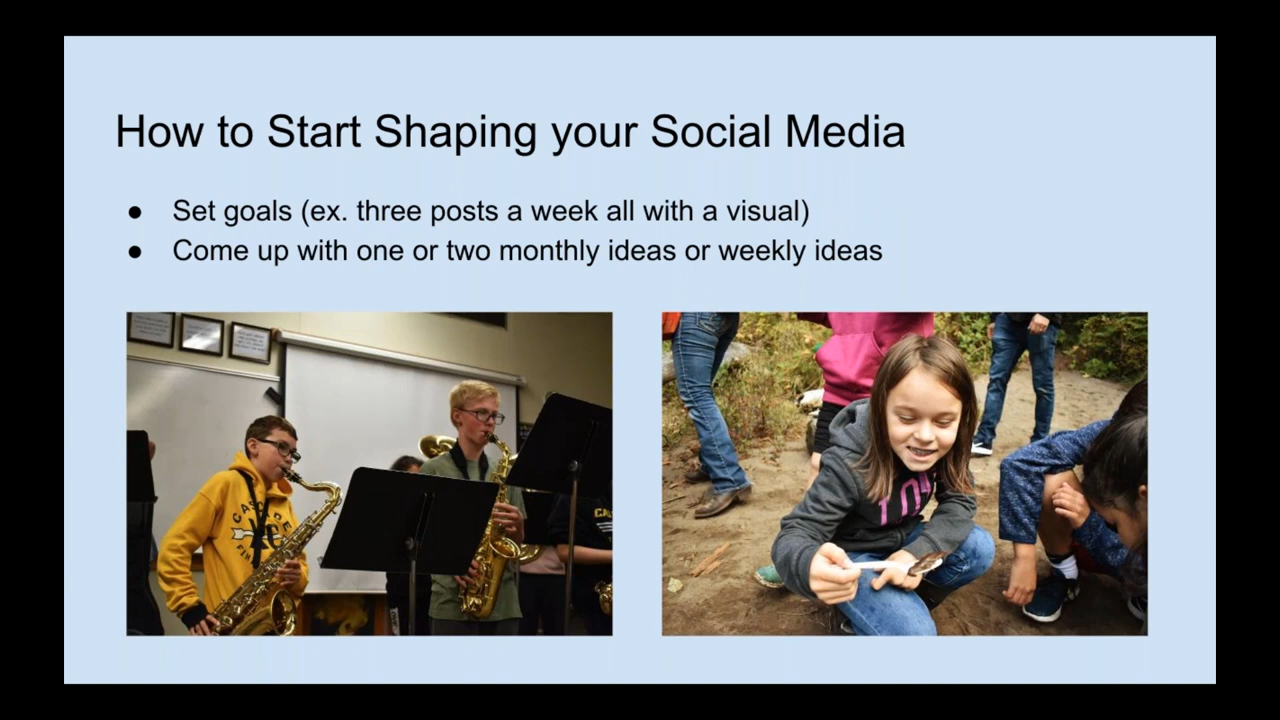 How to Start Shaping your Social Media
● Set goals (ex. three posts a week all with a visual)
● Come up with one or two monthly ideas or weekly ideas
CASCADE